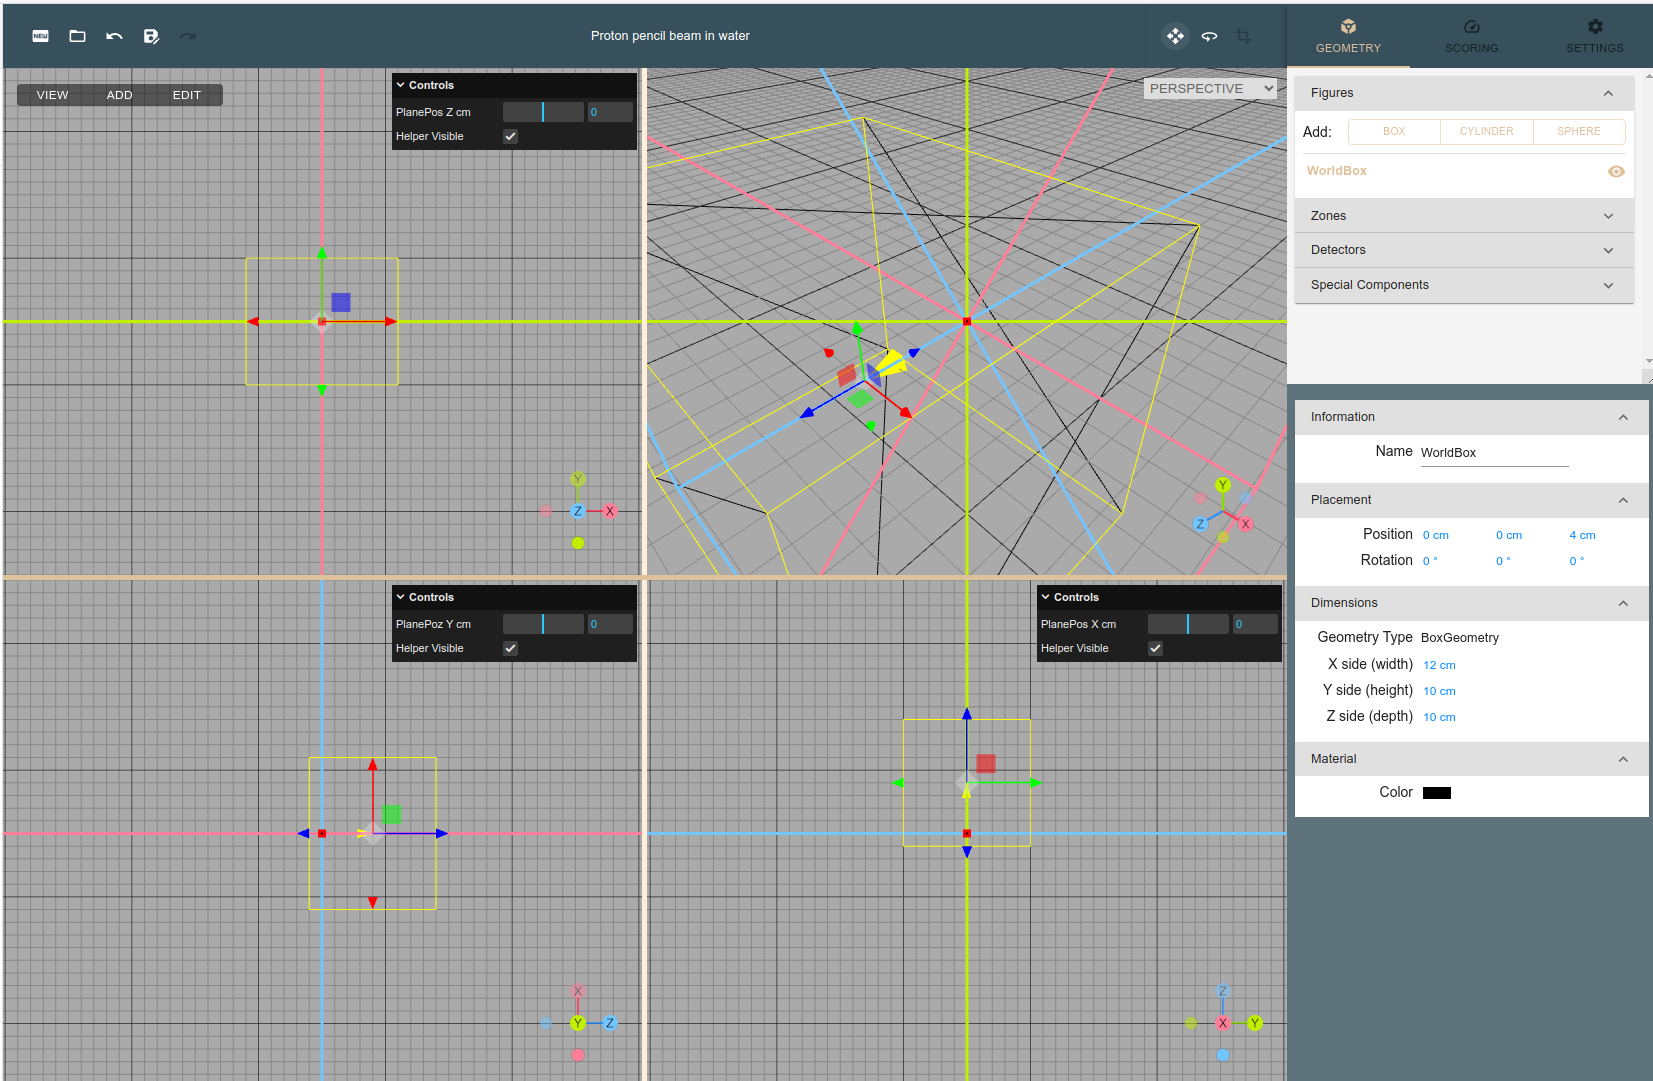 NEW
Proton pencil beam in water
GEOMETRY
SCORING
SETTINGS
VIEW ADD EDIT
Controls
PlanePos Z cm 0
Helper Visible
Y
Z
X
PERSPECTIVE
Y
Z
X
Controls
PlanePoz Y cm 0
Helper Visible
X
Y
Z
Controls
PlanePos X cm 0
Helper Visible
Z
X
Y
Figures
Add: BOX CYLINDER SPHERE
WorldBox
Zones
Detectors
Special Components
Information
Name WorldBox
Placement
Position 0 cm 0 cm 4 cm
Rotation 0 ° 0 ° 0 °
Dimensions
Geometry Type BoxGeometry
X side (width) 12 cm
Y side (height) 10 cm
Z side (depth) 10 cm
Material
Color